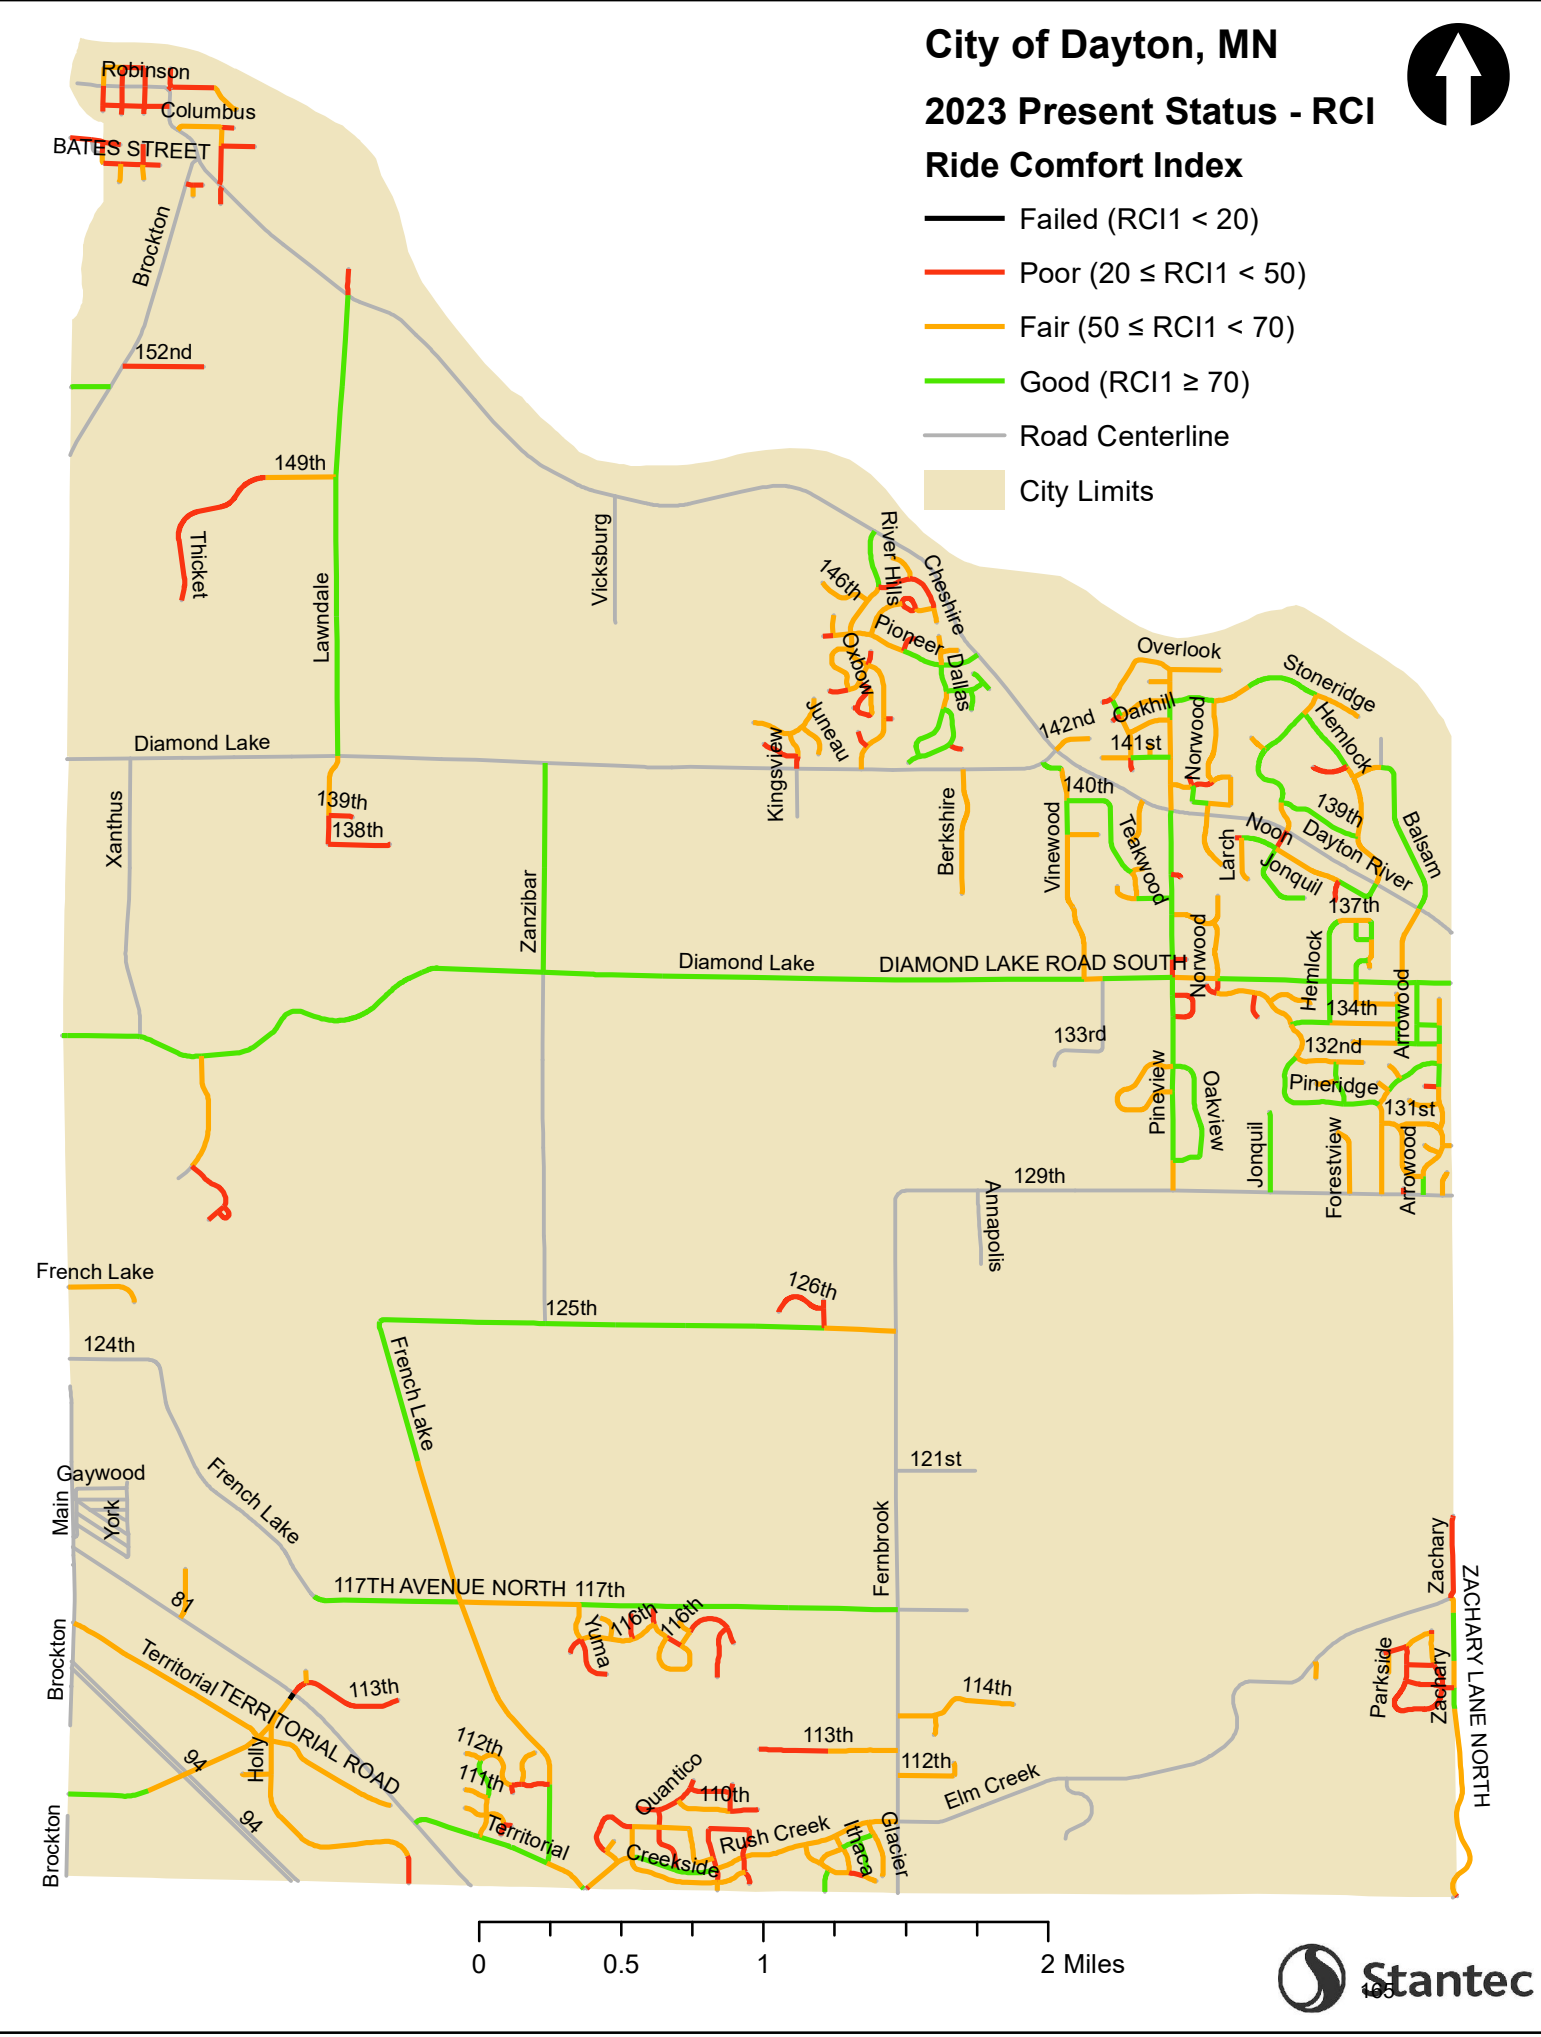 City of Dayton, MN
2023 Present Status - RCI
Ride Comfort Index
Failed (RCI1 < 20)
Poor (20 ≤ RCI1 < 50)
Fair (50 ≤ RCI1 < 70)
Good (RCI1 ≥ 70)
Road Centerline
City Limits
Robinson
Columbus
BATES STREET
Brockton
152nd
149th
Thicket
Lawndale
Vicksburg
River Hills
Cheshire
146th
Pioneer
Oxbow
Dallas
Juneau
Kingsview
Overlook
Stoneridge
Oakhill
Norwood
Hemlock
142nd
141st
Diamond Lake
Xanthus
139th
138th
Zanzibar
Berkshire
Vinewood
140th
Teakwood
Larch
Noon
139th
Dayton River
Balsam
Jonquil
137th
Diamond Lake
DIAMOND LAKE ROAD SOUTH
Norwood
Hemlock
134th
Arrowood
133rd
132nd
Pineridge
Pineview
Oakview
131st
Jonquil
Forestview
Arrowood
129th
Annapolis
French Lake
126th
125th
124th
French Lake
121st
Gaywood
Main
York
French Lake
Fernbrook
Zachary
ZACHARY LANE NORTH
117TH AVENUE NORTH
117th
81
Yuma
116th
116th
Brockton
Territorial
TERRITORIAL ROAD
113th
Parkside
Zachary
114th
113th
112th
112th
111th
94
Holly
Quantico
110th
Elm Creek
94
Brockton
Territorial
Creekside
Rush Creek
Ithaca
Glacier
0
0.5
1
2 Miles
Stantec
165